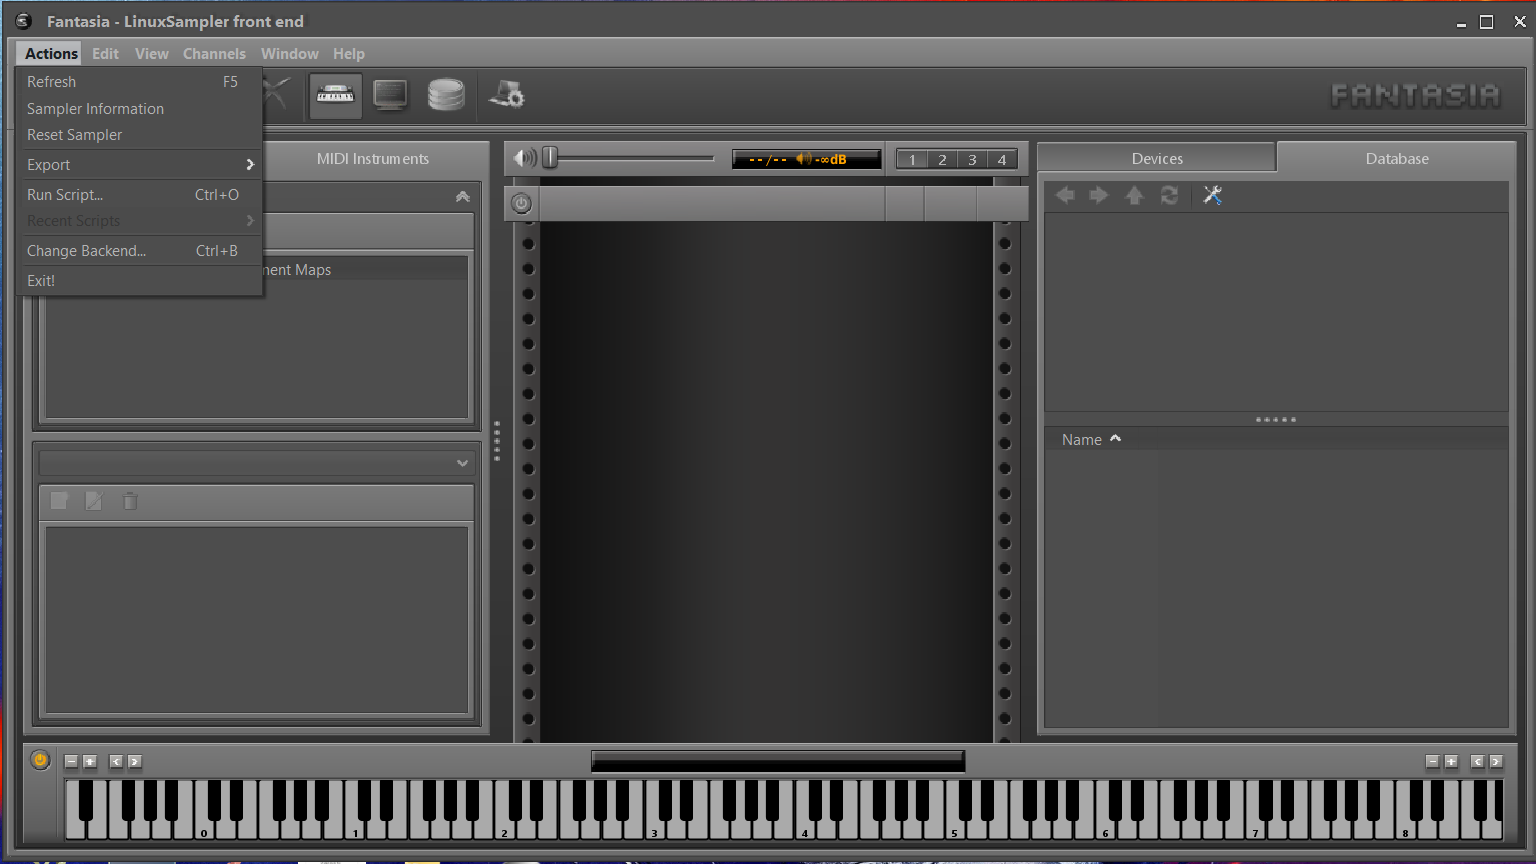 Fantasia - LinuxSampler front end
Actions Edit View Channels Window Help
Refresh F5
Sampler Information
Reset Sampler
Export
Run Script... Ctrl+O
Recent Scripts
Change Backend... Ctrl+B
Exit!
FANTASIA
MIDI Instruments
ment Maps
--/-- -∞dB
1 2 3 4
Devices Database
Name
0 1 2 3 4 5 6 7 8